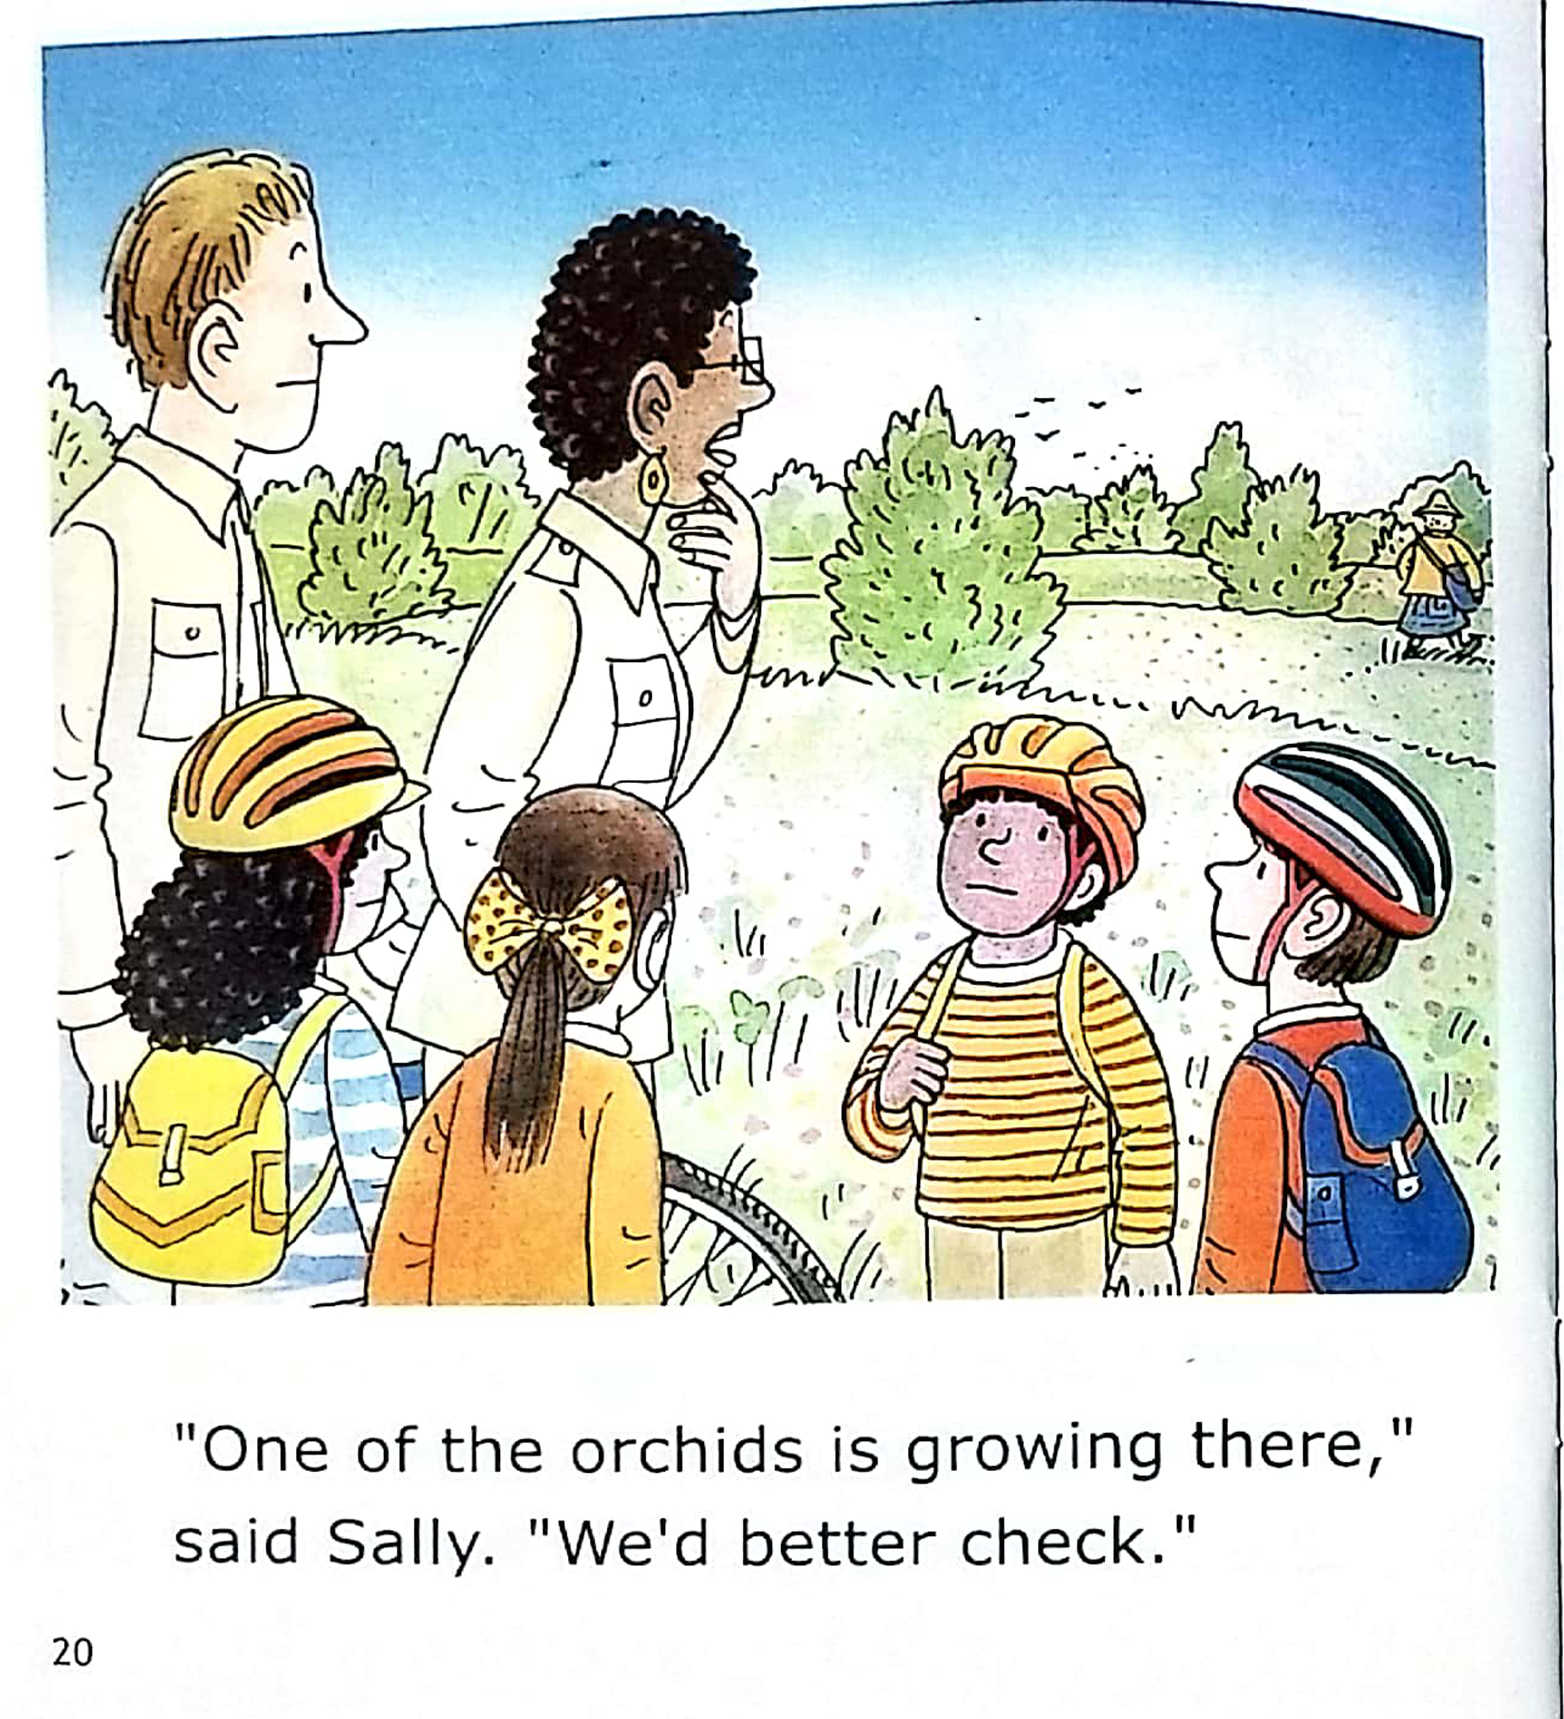 "One of the orchids is growing there,"
said Sally. "We'd better check."
20